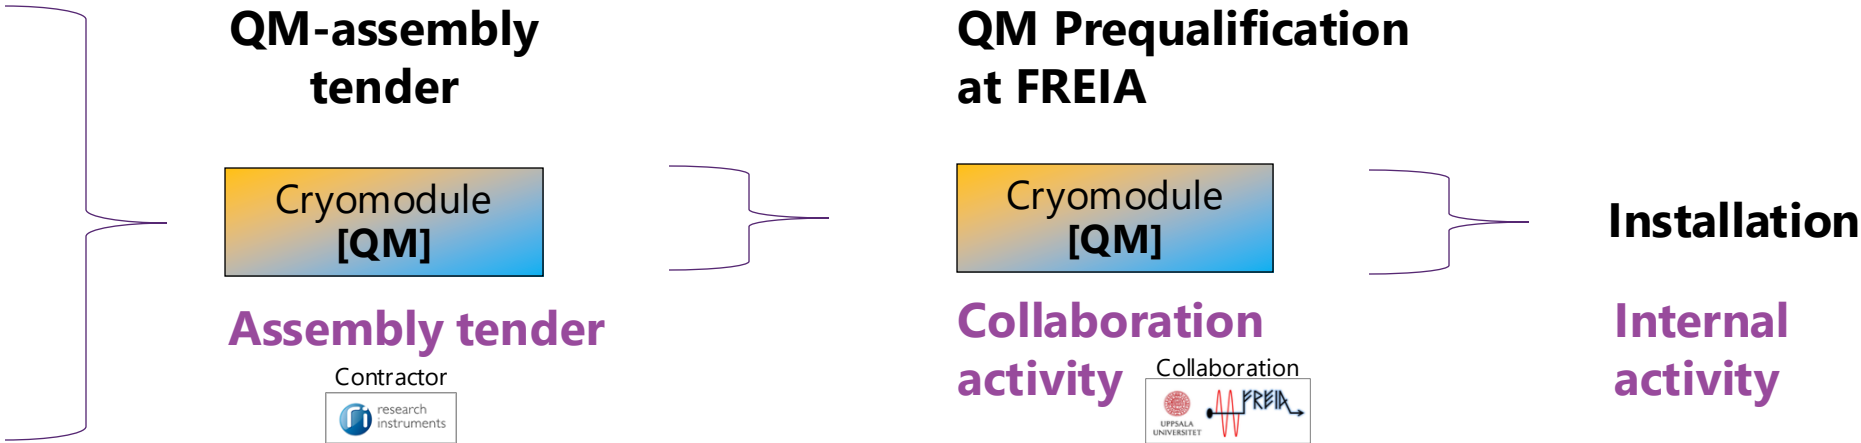 QM-assembly
tender
Cryomodule
[QM]
Assembly tender
Contractor
research
instruments
QM Prequalification
at FREIA
Cryomodule
[QM]
Collaboration
activity
Collaboration
UPPSALA
UNIVERSITET
FREIA
Installation
Internal
activity